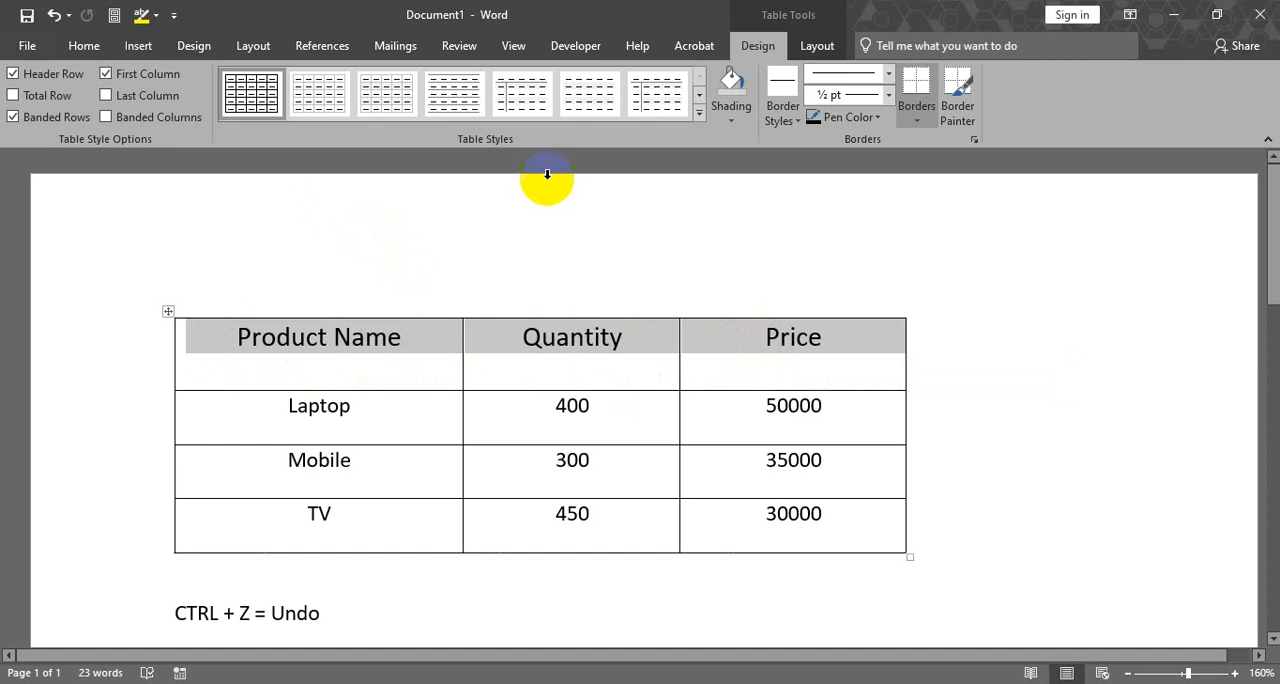 Document1 - Word
Table Tools
Sign in
File Home Insert Design Layout References Mailings Review View Developer Help Acrobat Design Layout Tell me what you want to do Share
Header Row First Column
Total Row Last Column
Banded Rows Banded Columns
Table Style Options
Table Styles
Shading
Border Styles
½ pt
Pen Color
Borders
Border Painter
Borders
Product Name Quantity Price
Laptop 400 50000
Mobile 300 35000
TV 450 30000
CTRL + Z = Undo
Page 1 of 1 23 words 160%